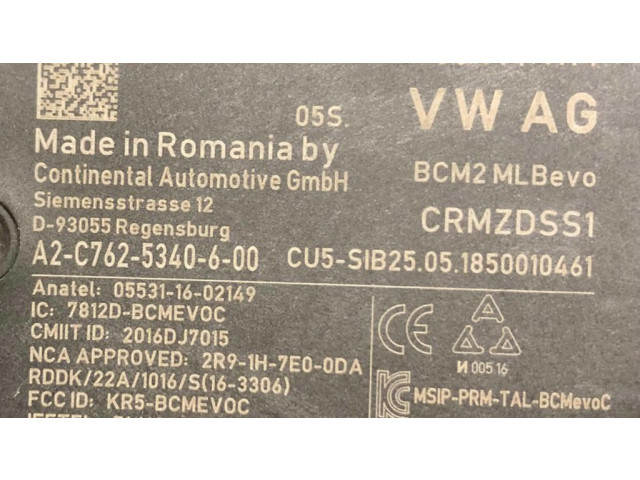 05S. VW AG
Made in Romania by
Continental Automotive GmbH BCM2 MLBevo
Siemensstrasse 12
D-93055 Regensburg CRMZDSS1
A2-C762-5340-6-00 CU5-SIB25.05.1850010461
Anatel: 05531-16-02149
IC: 7812D-BCMEVOC
CMIIT ID: 2016DJ7015
NCA APPROVED: 2R9-1H-7E0-0DA
И 005 16
RDDK/22A/1016/S(16-3306)
FCC ID: KR5-BCMEVOC MSIP-PRM-TAL-BCMevoC